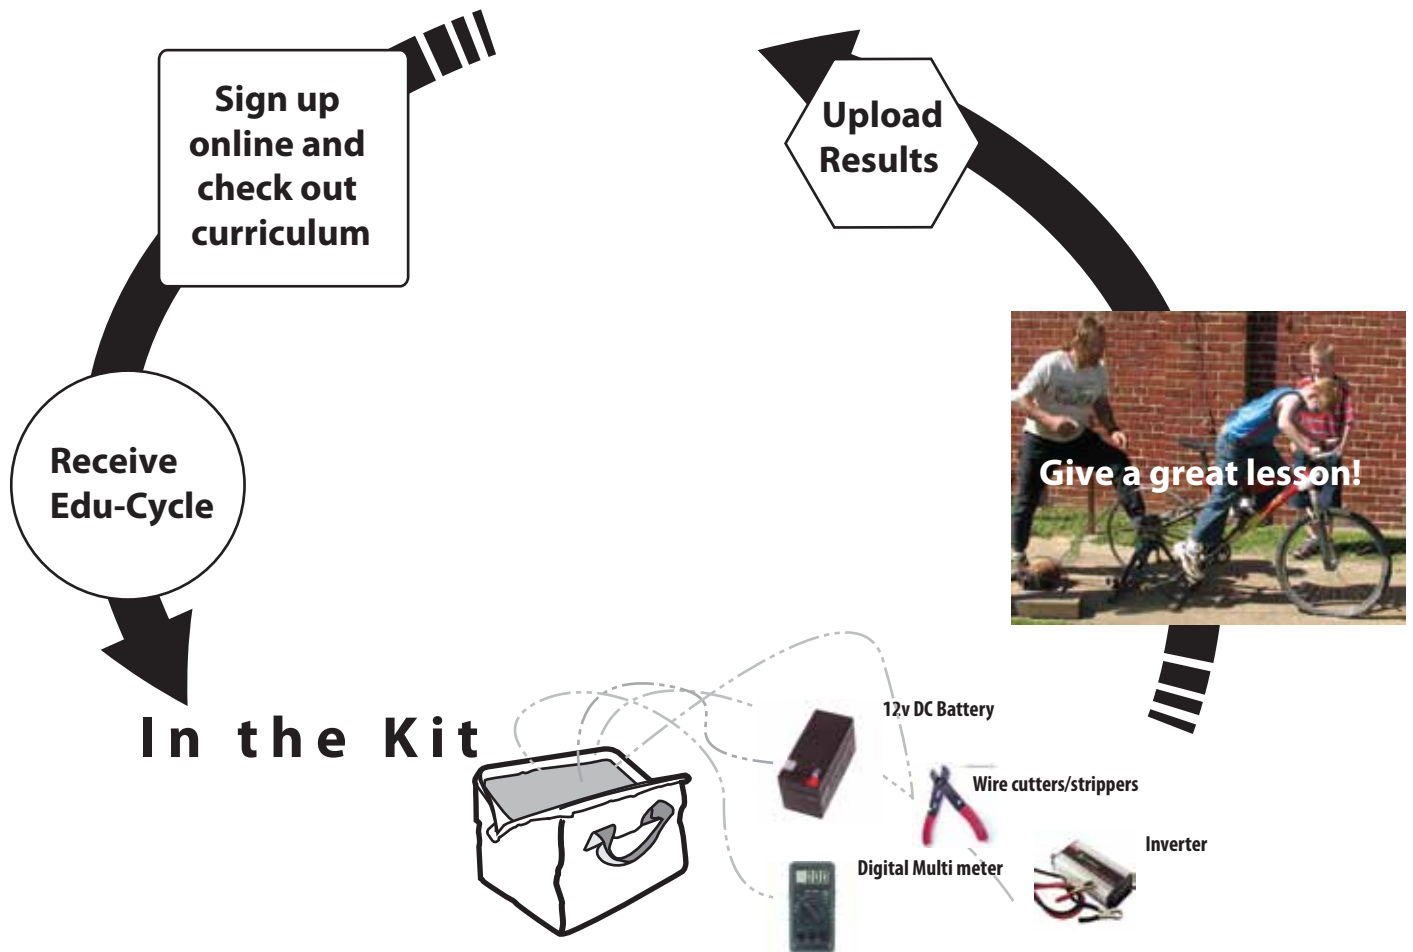 Sign up
online and
check out
curriculum
Upload
Results
Receive
Edu-Cycle
Give a great lesson!
In the Kit
12v DC Battery
Wire cutters/strippers
Inverter
Digital Multi meter